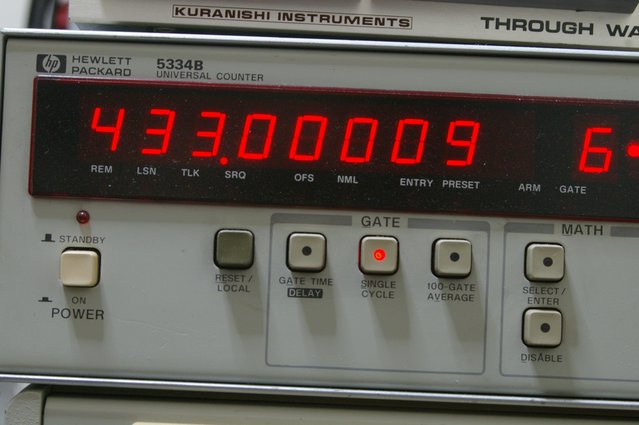 KURANISHI INSTRUMENTS
THROUGH WA
hp HEWLETT PACKARD
5334B
UNIVERSAL COUNTER
433.00009 6
REM LSN TLK SRQ OFS NML ENTRY PRESET ARM GATE
GATE
MATH
STANDBY
ON
POWER
RESET/
LOCAL
GATE TIME
DELAY
SINGLE
CYCLE
100-GATE
AVERAGE
SELECT/
ENTER
DISABLE